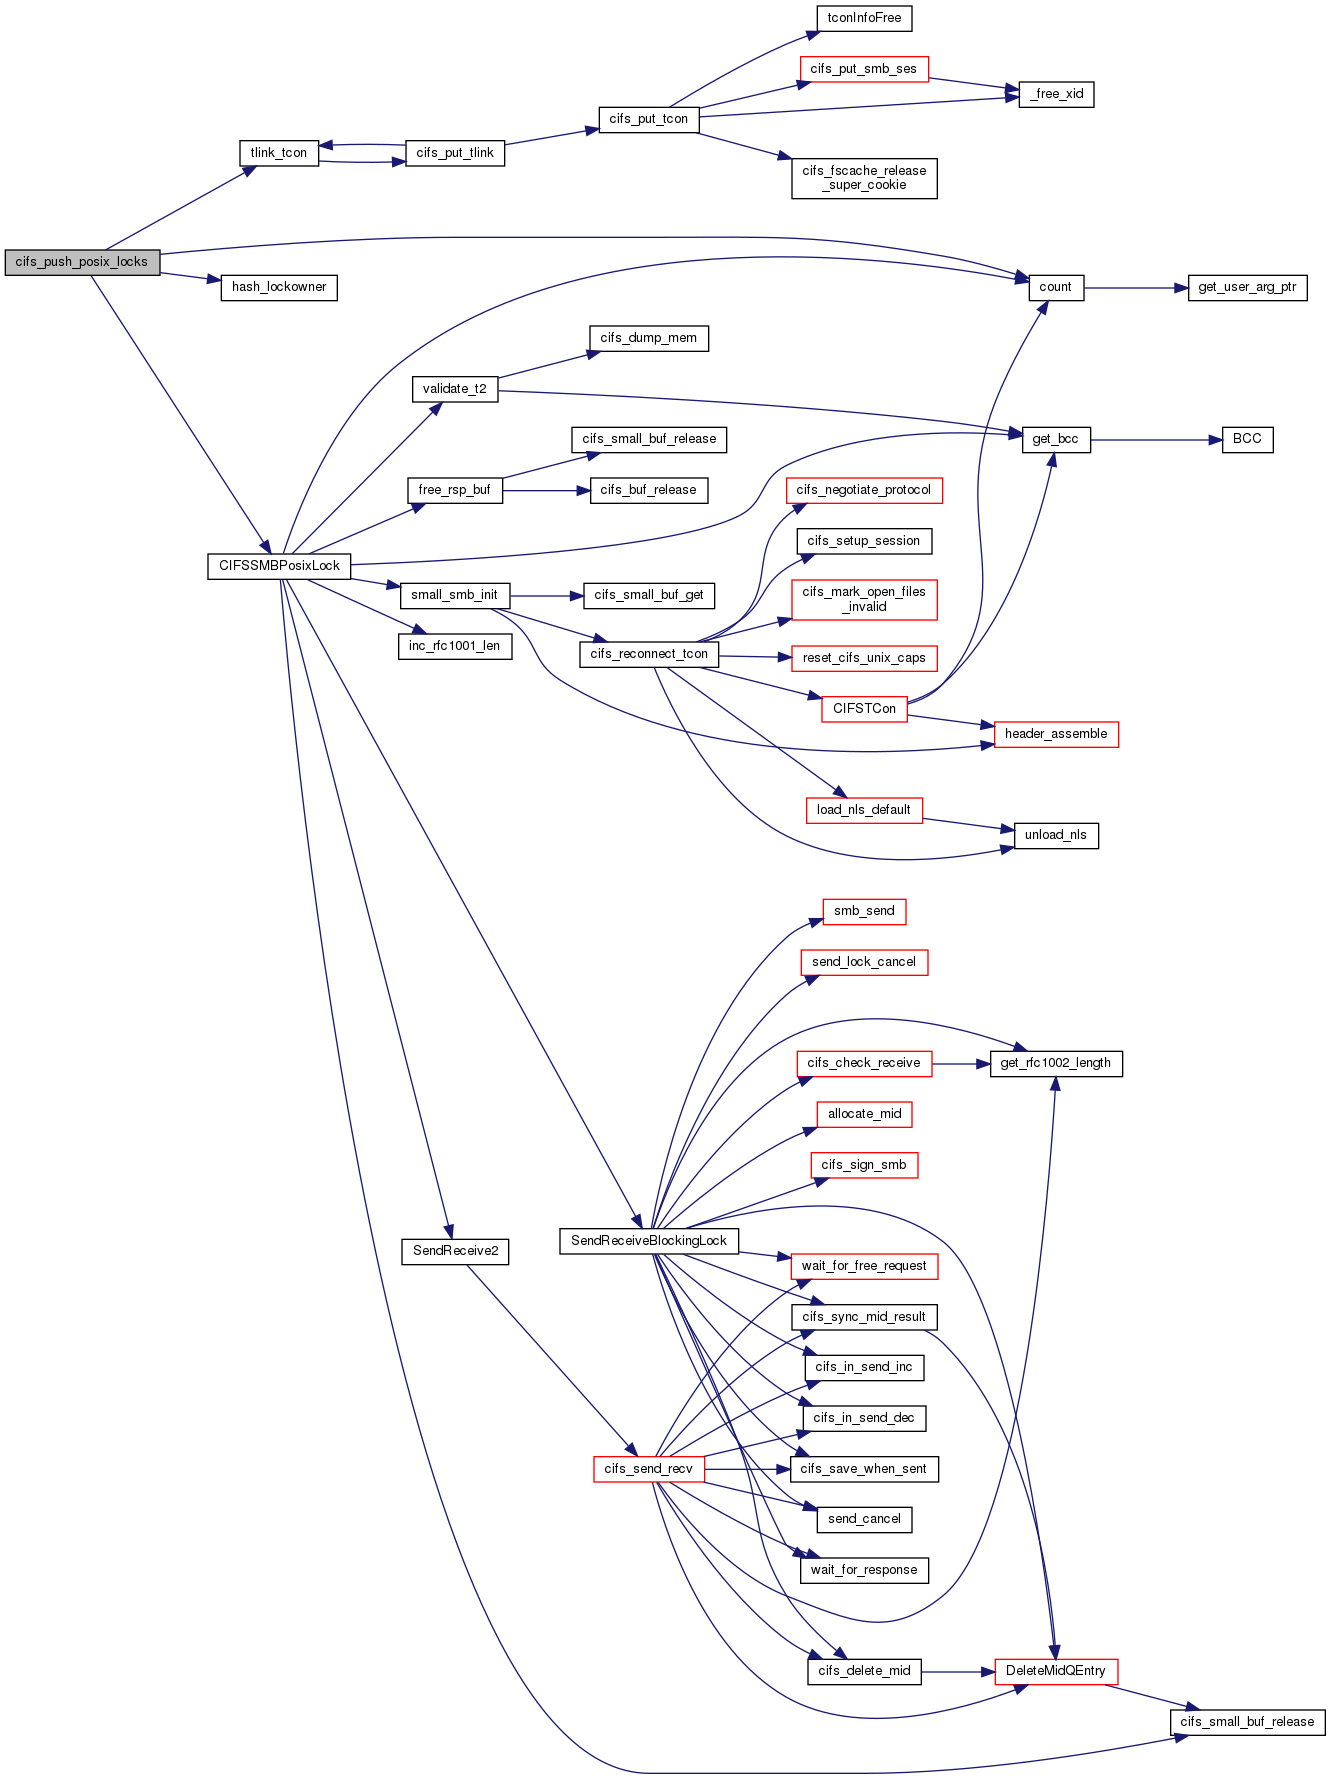 tconInfoFree
cifs_put_smb_ses
_free_xid
cifs_put_tcon
tlink_tcon
cifs_put_tlink
cifs_fscache_release
_super_cookie
cifs_push_posix_locks
hash_lockowner
count
get_user_arg_ptr
cifs_dump_mem
validate_t2
cifs_small_buf_release
get_bcc
BCC
free_rsp_buf
cifs_buf_release
cifs_negotiate_protocol
cifs_setup_session
CIFSSMBPosixLock
small_smb_init
cifs_small_buf_get
cifs_mark_open_files
_invalid
inc_rfc1001_len
cifs_reconnect_tcon
reset_cifs_unix_caps
CIFSTCon
header_assemble
load_nls_default
unload_nls
smb_send
send_lock_cancel
cifs_check_receive
get_rfc1002_length
allocate_mid
cifs_sign_smb
SendReceive2
SendReceiveBlockingLock
wait_for_free_request
cifs_sync_mid_result
cifs_in_send_inc
cifs_in_send_dec
cifs_send_recv
cifs_save_when_sent
send_cancel
wait_for_response
cifs_delete_mid
DeleteMidQEntry
cifs_small_buf_release